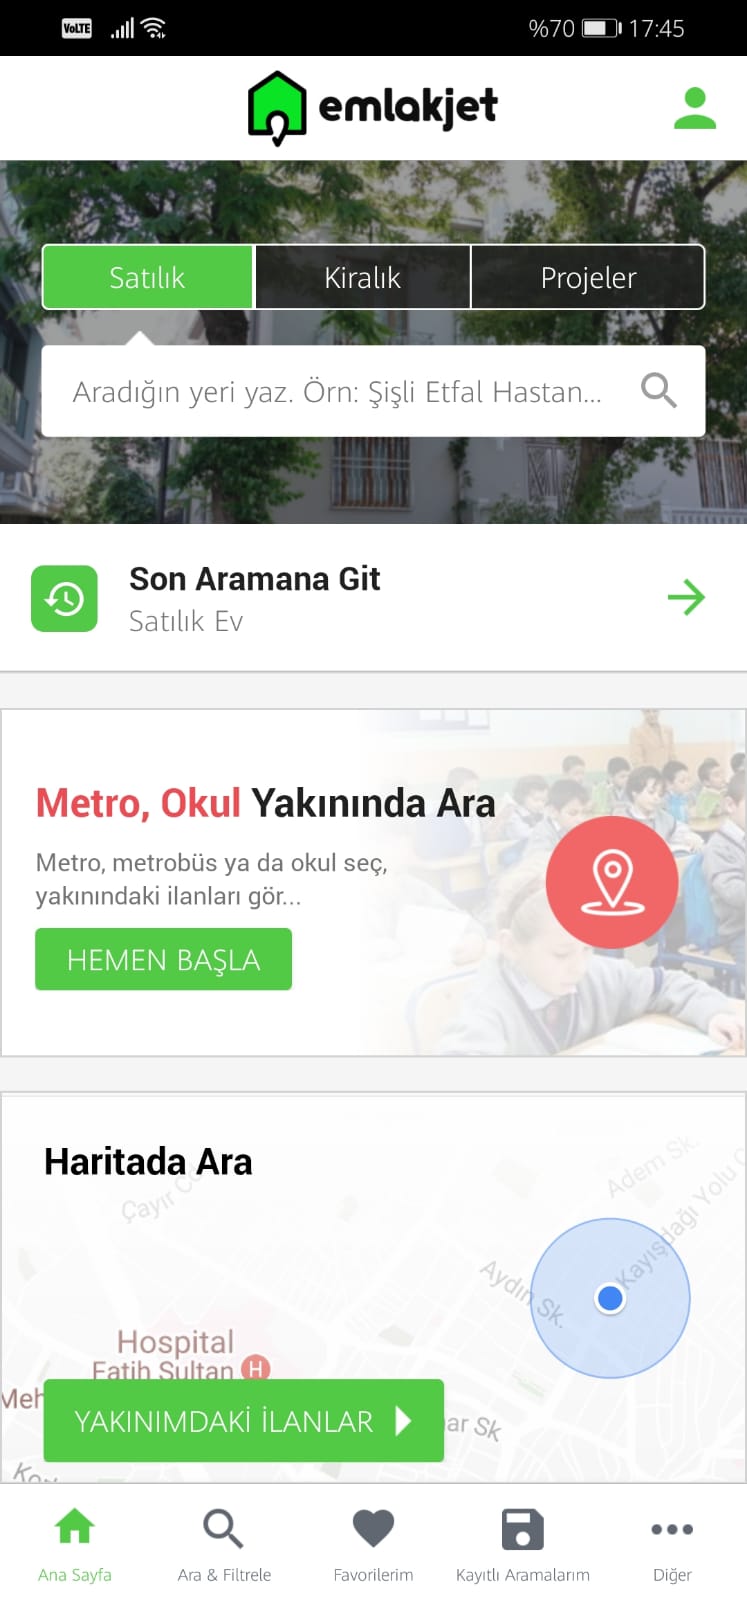 VoLTE %70 17:45
emlakjet
Satılık Kiralık Projeler
Aradığın yeri yaz. Örn: Şişli Etfal Hastan...
Son Aramana Git
Satılık Ev
Metro, Okul Yakınında Ara
Metro, metrobüs ya da okul seç,
yakınındaki ilanları gör...
HEMEN BAŞLA
Haritada Ara
Adem Sk.
Çayır
Kayışdağı Yolu
Aydın Sk.
Hospital
Fatih Sultan H
Meh
YAKINIMDAKİ İLANLAR
ar Sk
Ana Sayfa Ara & Filtrele Favorilerim Kayıtlı Aramalarım Diğer